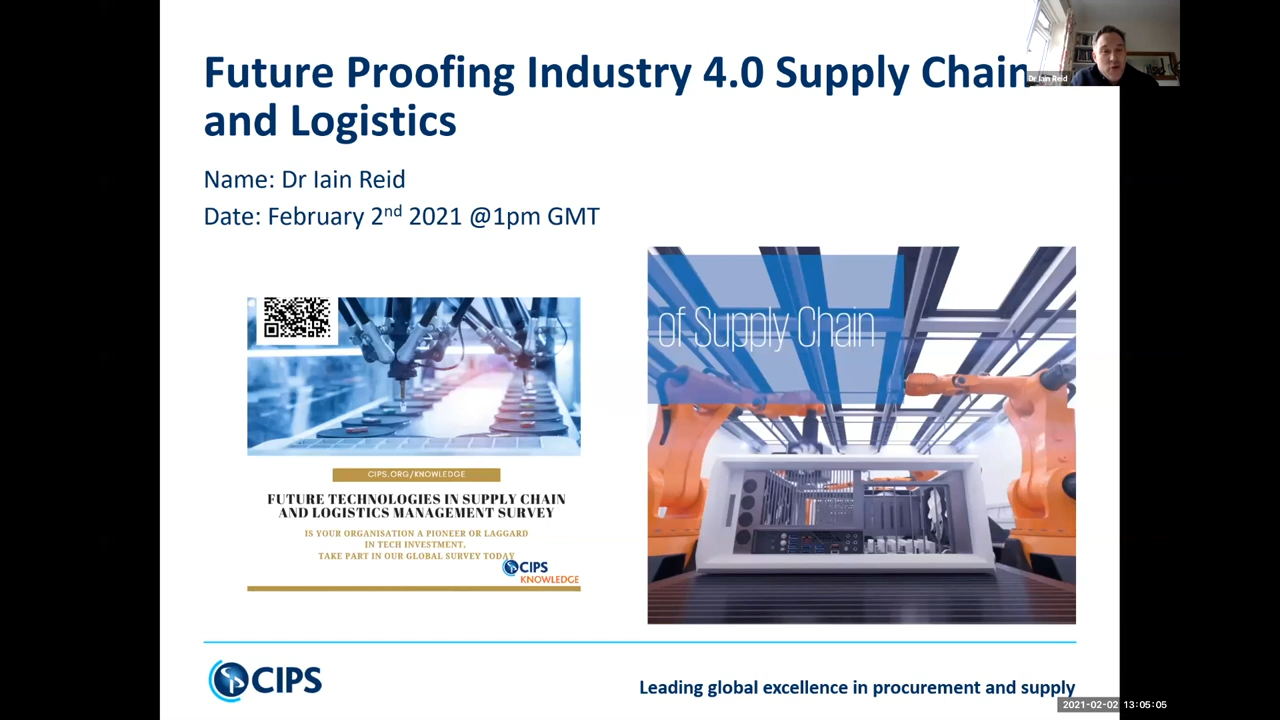 Future Proofing Industry 4.0 Supply Chain
and Logistics
Dr Iain Reid
Name: Dr Iain Reid
Date: February 2nd 2021 @1pm GMT
of Supply Chain
CIPS.ORG/KNOWLEDGE
FUTURE TECHNOLOGIES IN SUPPLY CHAIN
AND LOGISTICS MANAGEMENT SURVEY
IS YOUR ORGANISATION A PIONEER OR LAGGARD
IN TECH INVESTMENT,
TAKE PART IN OUR GLOBAL SURVEY TODAY
CIPS
KNOWLEDGE
CIPS
Leading global excellence in procurement and supply
2021-02-02 13:05:05